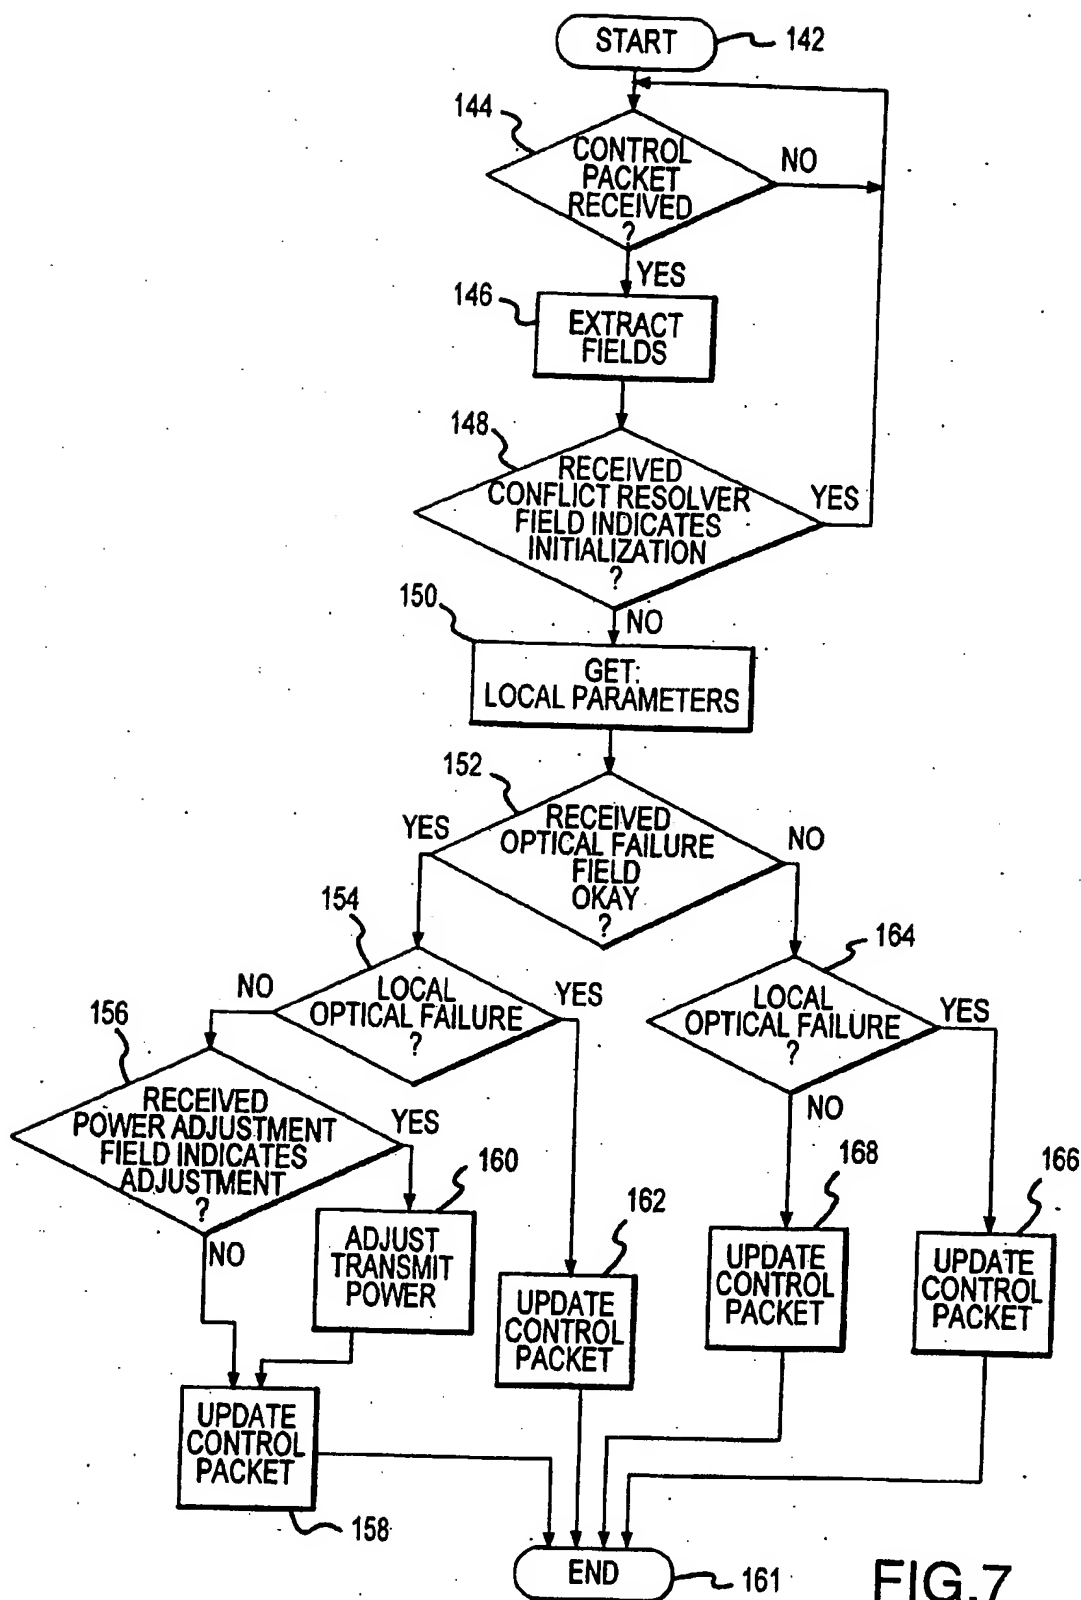 START
142
144
CONTROL
PACKET
RECEIVED
?
NO
YES
146
EXTRACT
FIELDS
148
RECEIVED
CONFLICT RESOLVER
FIELD INDICATES
INITIALIZATION
?
YES
NO
150
GET:
LOCAL PARAMETERS
152
RECEIVED
OPTICAL FAILURE
FIELD
OKAY
?
YES
NO
154
LOCAL
OPTICAL FAILURE
?
NO
YES
164
LOCAL
OPTICAL FAILURE
?
YES
NO
156
RECEIVED
POWER ADJUSTMENT
FIELD INDICATES
ADJUSTMENT
?
YES
NO
160
ADJUST
TRANSMIT
POWER
162
UPDATE
CONTROL
PACKET
168
UPDATE
CONTROL
PACKET
166
UPDATE
CONTROL
PACKET
UPDATE
CONTROL
PACKET
158
END
161
FIG.7